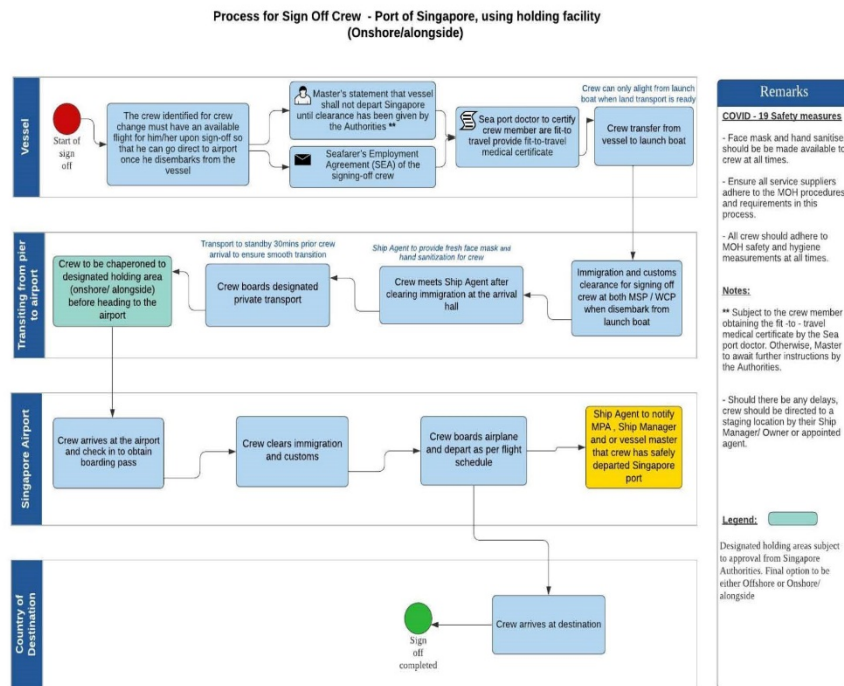 Process for Sign Off Crew - Port of Singapore, using holding facility
(Onshore/alongside)
Vessel
Start of
sign
off
The crew identified for crew
change must have an available
flight for him/her upon sign-off so
that he can go direct to airport
once he disembarks from the
vessel
Master's statement that vessel
shall not depart Singapore
until clearance has been given by
the Authorities **
Seafarer's Employment
Agreement (SEA) of the
signing-off crew
Sea port doctor to certify
crew member are fit-to
travel provide fit-to-travel
medical certificate
Crew can only alight from launch
boat when land transport is ready
Crew transfer from
vessel to launch boat
Transiting from pier
to airport
Crew to be chaperoned to
designated holding area
(onshore/ alongside)
before heading to the
airport
Transport to standby 30mins prior crew
arrival to ensure smooth transition
Crew boards designated
private transport
Ship Agent to provide fresh face mask and
hand sanitization for crew
Crew meets Ship Agent after
clearing immigration at the arrival
hall
Immigration and customs
clearance for signing off
crew at both MSP / WCP
when disembark from
launch boat
Singapore Airport
Crew arrives at the airport
and check in to obtain
boarding pass
Crew clears immigration
and customs
Crew boards airplane
and depart as per flight
schedule
Ship Agent to notify
MPA , Ship Manager
and or vessel master
that crew has safely
departed Singapore
port
Country of
Destination
Sign
off
completed
Crew arrives at destination
Remarks
COVID - 19 Safety measures
- Face mask and hand sanitise
should be be made available to
crew at all times.
- Ensure all service suppliers
adhere to the MOH procedures
and requirements in this
process.
- All crew should adhere to
MOH safety and hygiene
measurements at all times.
Notes:
** Subject to the crew member
obtaining the fit -to - travel
medical certificate by the Sea
port doctor. Otherwise, Master
to await further instructions by
the Authorities.
- Should there be any delays,
crew should be directed to a
staging location by their Ship
Manager/ Owner or appointed
agent.
Legend:
Designated holding areas subject
to approval from Singapore
Authorities. Final option to be
either Offshore or Onshore/
alongside